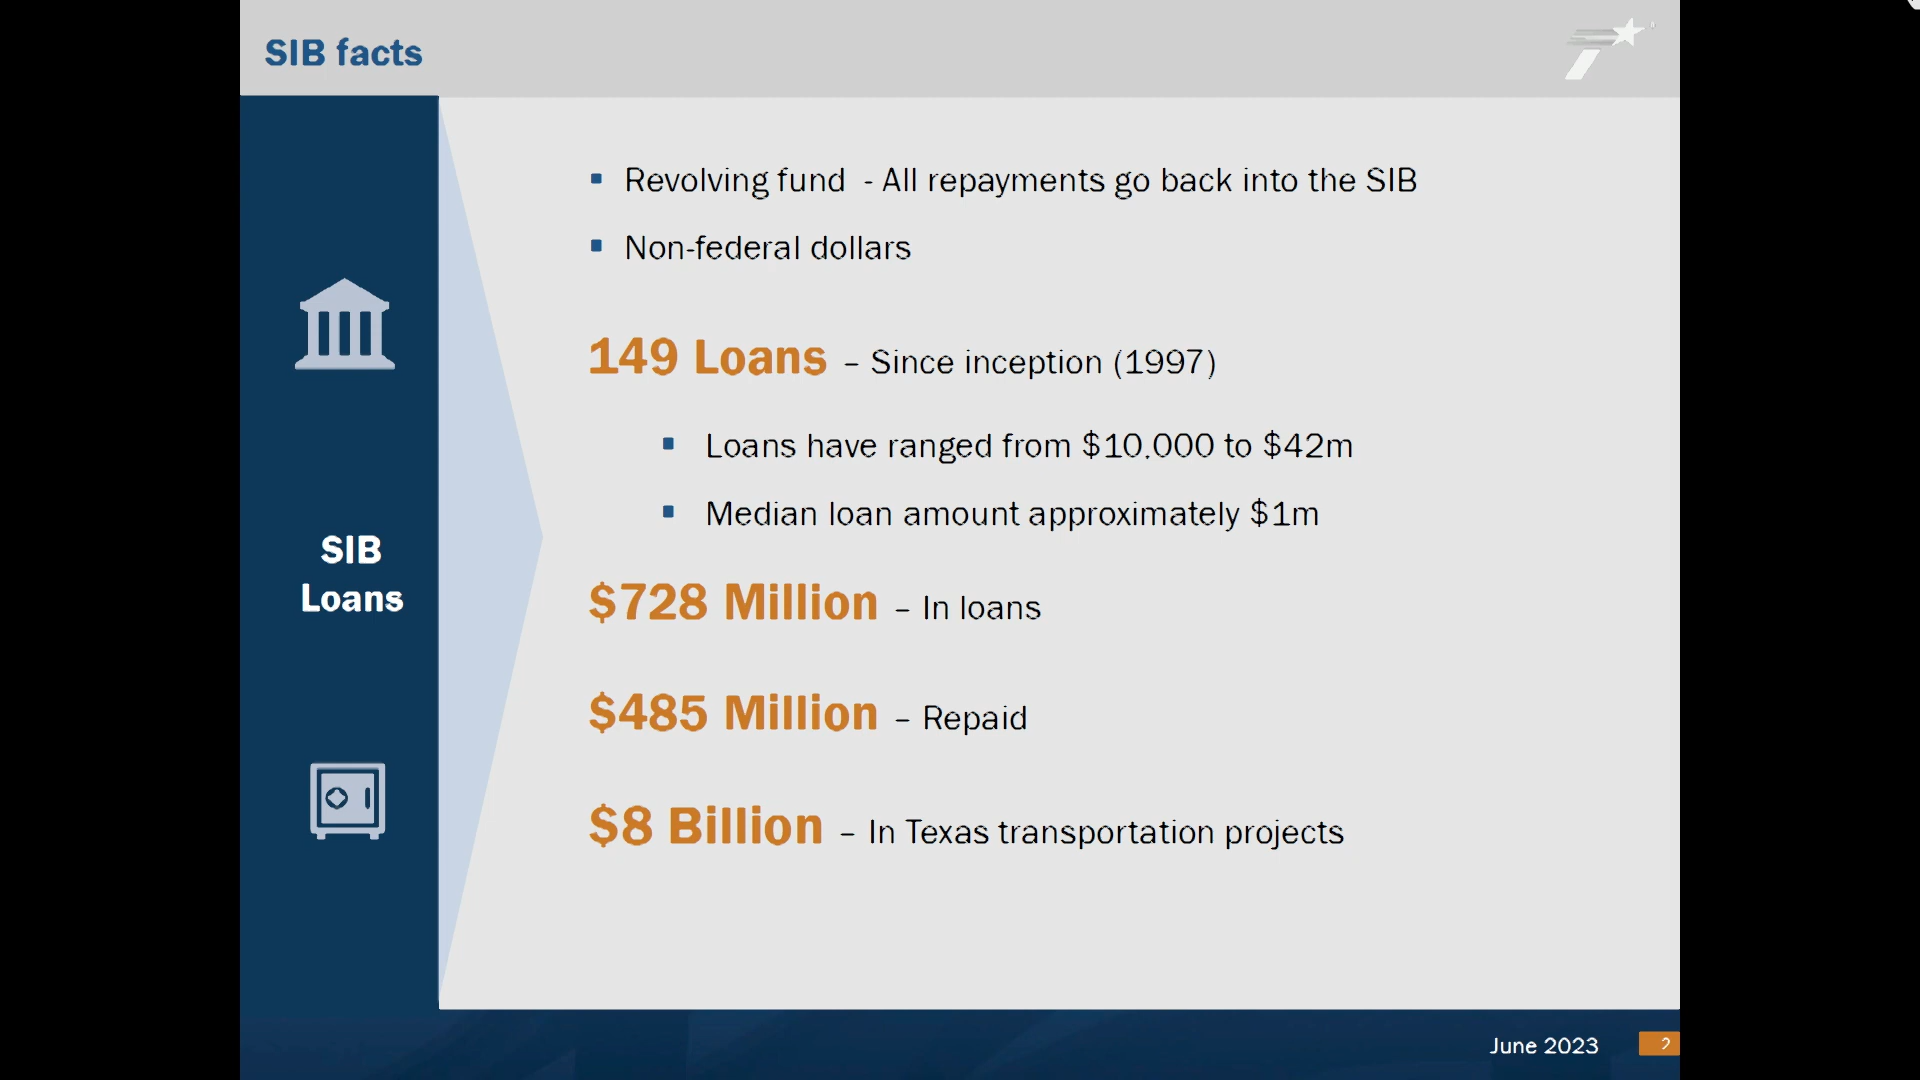 SIB facts
Revolving fund - All repayments go back into the SIB
Non-federal dollars
149 Loans – Since inception (1997)
Loans have ranged from $10,000 to $42m
Median loan amount approximately $1m
SIB
Loans
$728 Million – In loans
$485 Million – Repaid
$8 Billion – In Texas transportation projects
June 2023
2